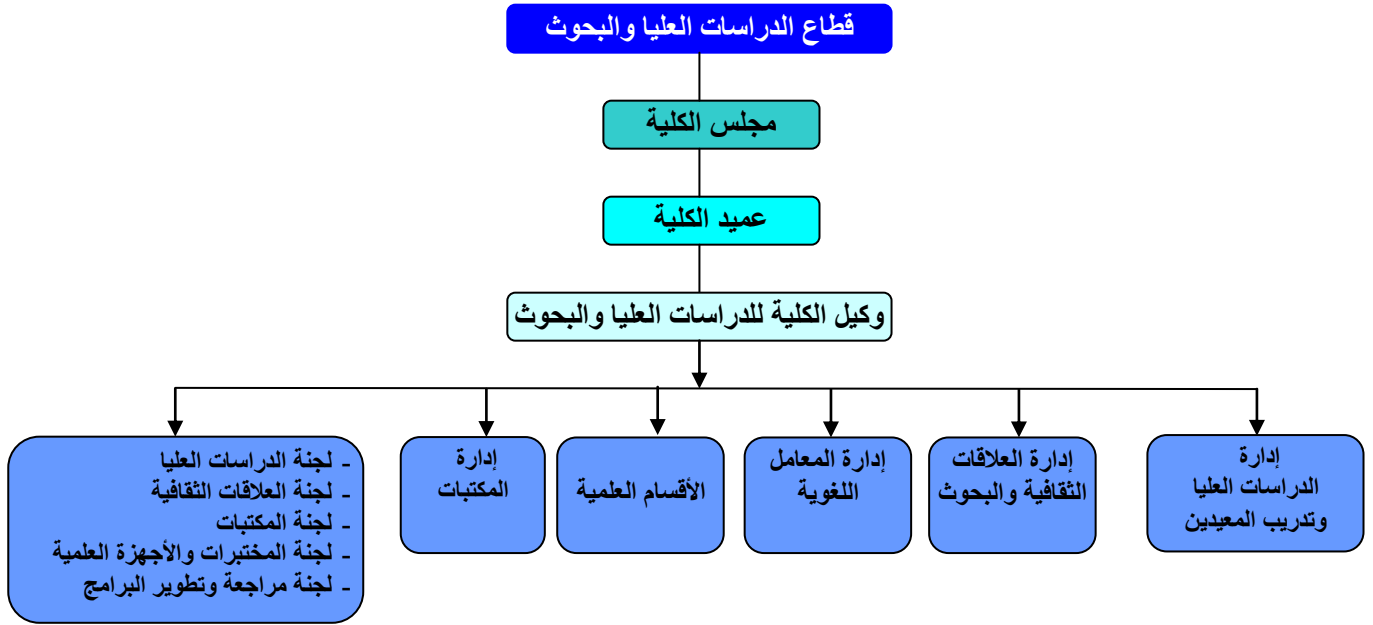 قطاع الدراسات العليا والبحوث
مجلس الكلية
عميد الكلية
وكيل الكلية للدراسات العليا والبحوث
إدارة
الدراسات العليا
وتدريب المعيدين
إدارة العلاقات
الثقافية والبحوث
إدارة المعامل
اللغوية
الأقسام العلمية
إدارة
المكتبات
- لجنة الدراسات العليا
- لجنة العلاقات الثقافية
- لجنة المكتبات
- لجنة المختبرات والأجهزة العلمية
- لجنة مراجعة وتطوير البرامج